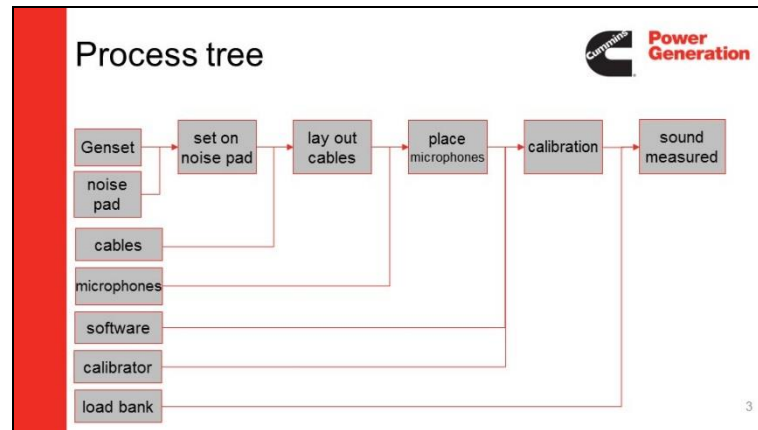 Process tree
Cummins
Power
Generation
Genset
set on
noise pad
lay out
cables
place
microphones
calibration
sound
measured
noise
pad
cables
microphones
software
calibrator
load bank
3